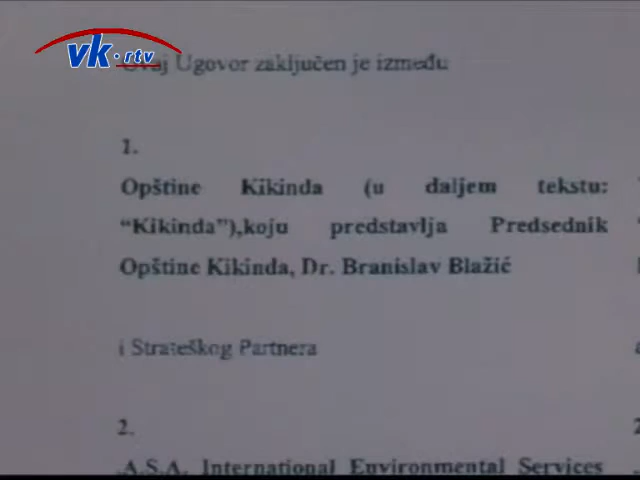 vk.rtv
Ovaj Ugovor zaključen je između
1.
Opštine Kikinda (u daljem tekstu:
“Kikinda”),koju predstavlja Predsednik
Opštine Kikinda, Dr. Branislav Blažić
i Strateškog Partnera
2.
.A.S.A. International Environmental Services